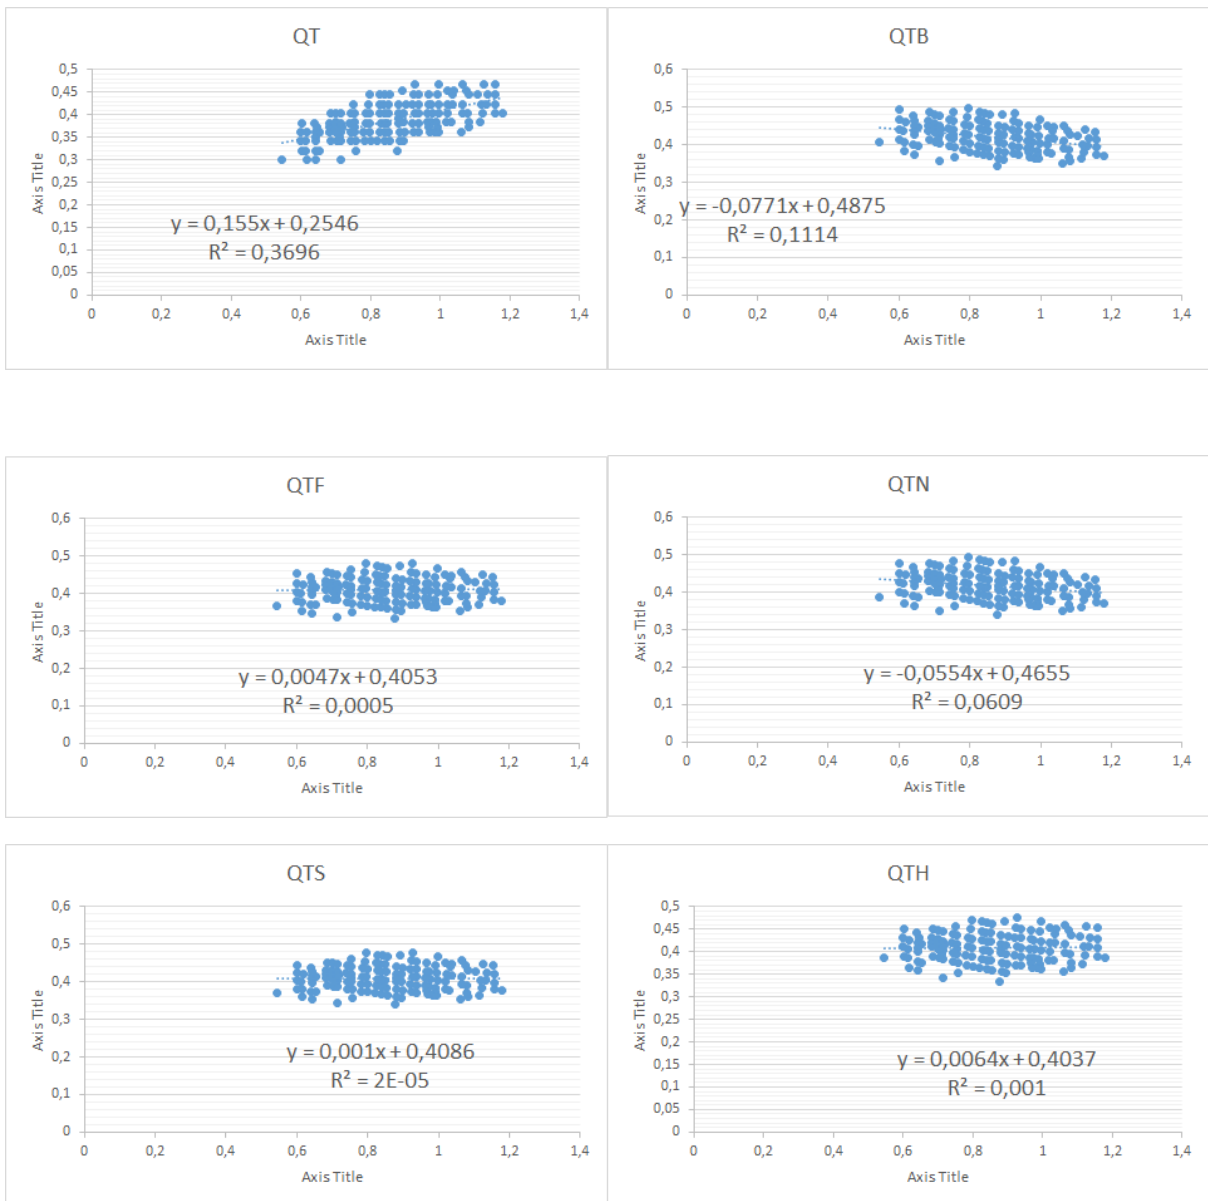 QT
0,5
0,45
0,4
0,35
0,3
0,25
0,2
0,15
0,1
0,05
0
Axis Title
y = 0,155x + 0,2546
R² = 0,3696
0 0,2 0,4 0,6 0,8 1 1,2 1,4
Axis Title
QTB
0,6
0,5
0,4
0,3
0,2
0,1
0
Axis Title
y = -0,0771x + 0,4875
R² = 0,1114
0 0,2 0,4 0,6 0,8 1 1,2 1,4
Axis Title
QTF
0,6
0,5
0,4
0,3
0,2
0,1
0
Axis Title
y = 0,0047x + 0,4053
R² = 0,0005
0 0,2 0,4 0,6 0,8 1 1,2 1,4
Axis Title
QTN
0,6
0,5
0,4
0,3
0,2
0,1
0
Axis Title
y = -0,0554x + 0,4655
R² = 0,0609
0 0,2 0,4 0,6 0,8 1 1,2 1,4
Axis Title
QTS
0,6
0,5
0,4
0,3
0,2
0,1
0
Axis Title
y = 0,001x + 0,4086
R² = 2E-05
0 0,2 0,4 0,6 0,8 1 1,2 1,4
Axis Title
QTH
0,5
0,45
0,4
0,35
0,3
0,25
0,2
0,15
0,1
0,05
0
Axis Title
y = 0,0064x + 0,4037
R² = 0,001
0 0,2 0,4 0,6 0,8 1 1,2 1,4
Axis Title